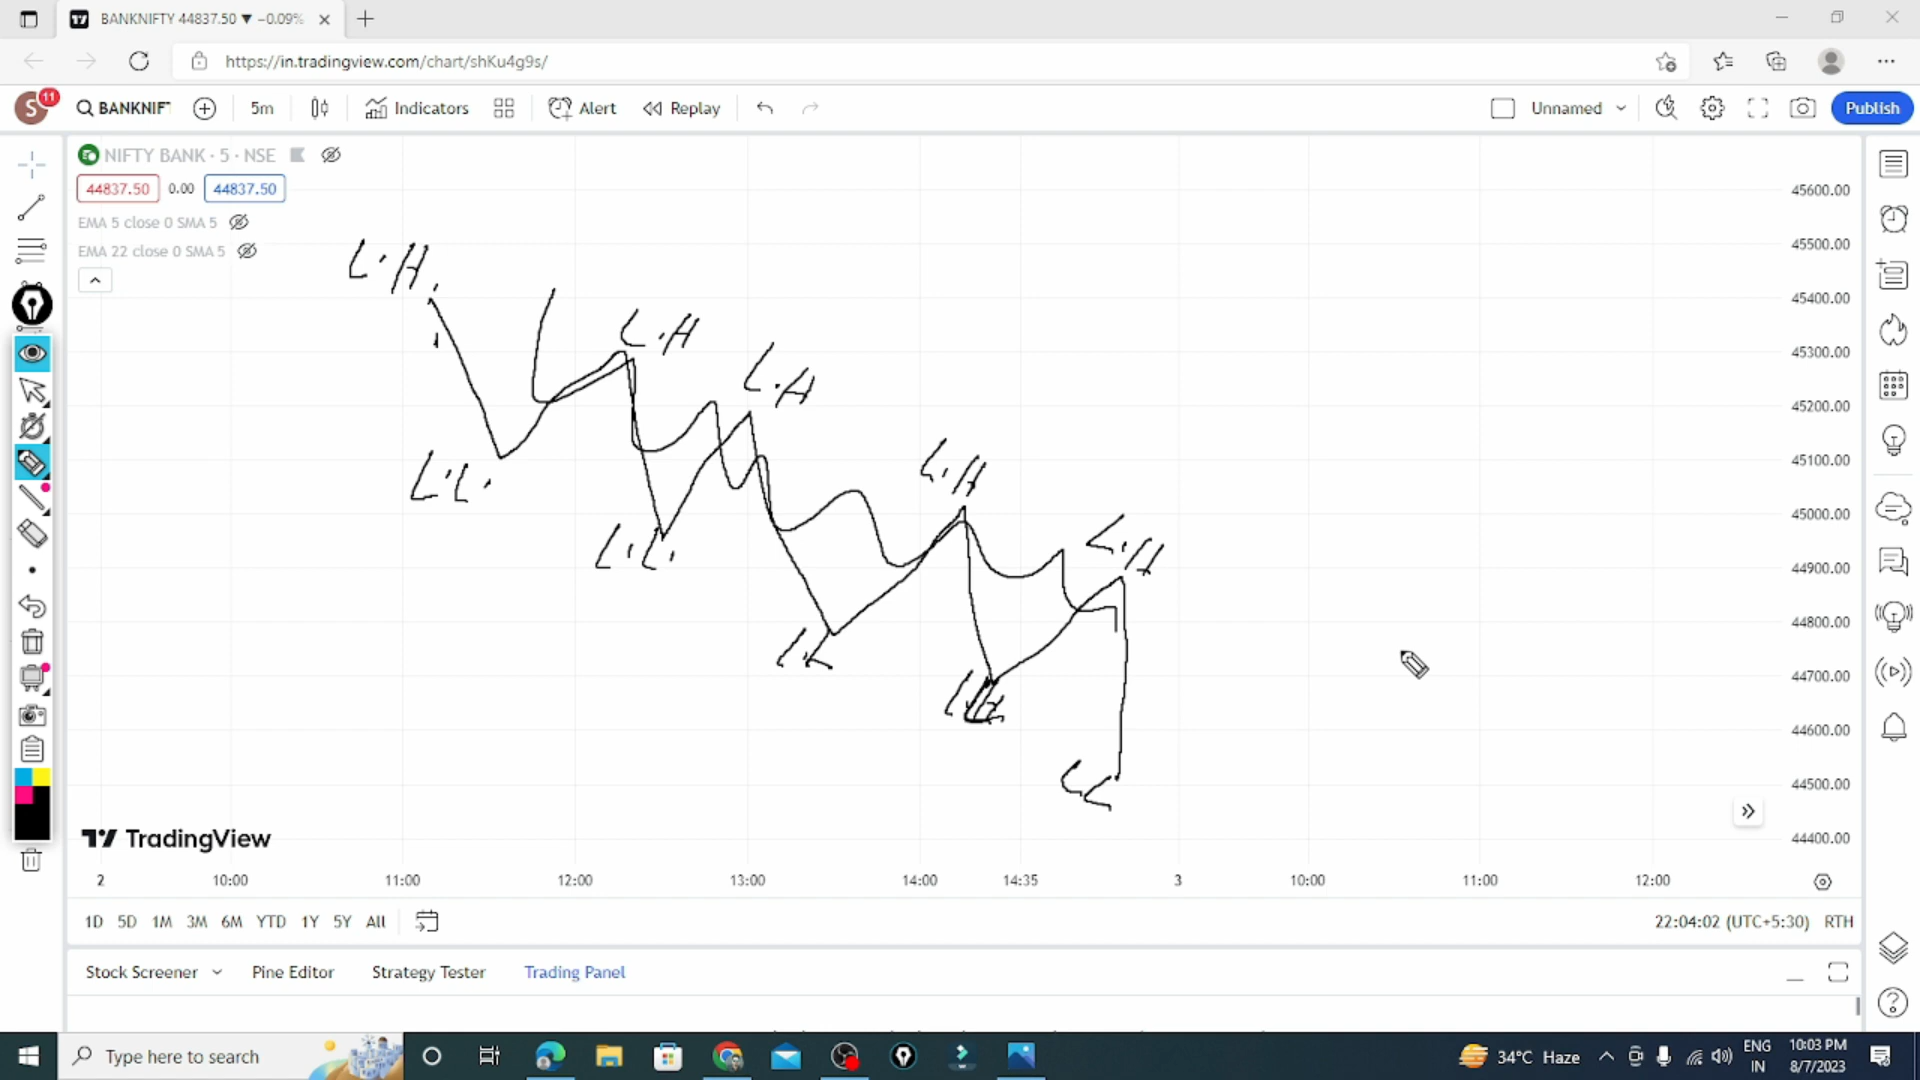 BANKNIFTY 44837.50 ▼ −0.09%
https://in.tradingview.com/chart/shKu4g9s/
S 11 BANKNIFT 5m Indicators Alert Replay Unnamed Publish
NIFTY BANK · 5 · NSE
44837.50 0.00 44837.50
EMA 5 close 0 SMA 5
EMA 22 close 0 SMA 5
L.H.
L.H
L.H
L.L.
L.H
L.L.
L.H
LL
LL
LL
45600.00
45500.00
45400.00
45300.00
45200.00
45100.00
45000.00
44900.00
44800.00
44700.00
44600.00
44500.00
44400.00
TradingView
2 10:00 11:00 12:00 13:00 14:00 14:35 3 10:00 11:00 12:00
1D 5D 1M 3M 6M YTD 1Y 5Y All 22:04:02 (UTC+5:30) RTH
Stock Screener Pine Editor Strategy Tester Trading Panel
Type here to search
34°C Haze
ENG
IN
10:03 PM
8/7/2023